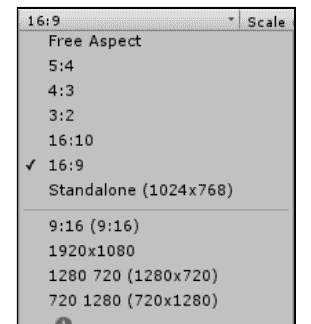 16:9 Scale
Free Aspect
5:4
4:3
3:2
16:10
✓ 16:9
Standalone (1024x768)
9:16 (9:16)
1920x1080
1280 720 (1280x720)
720 1280 (720x1280)